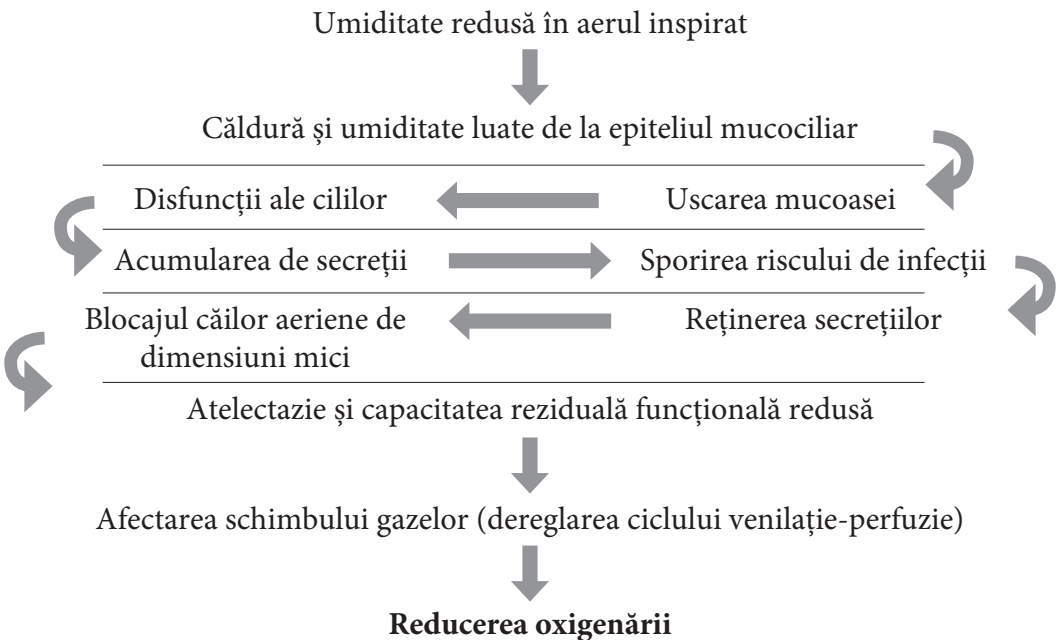 Umiditate redusă în aerul inspirat
Căldură și umiditate luate de la epiteliul mucociliar
Disfuncții ale cililor
Uscarea mucoasei
Acumularea de secreții
Sporirea riscului de infecții
Blocajul căilor aeriene de
dimensiuni mici
Reținerea secrețiilor
Atelectazie și capacitatea reziduală funcțională redusă
Afectarea schimbului gazelor (dereglarea ciclului venilație-perfuzie)
Reducerea oxigenării